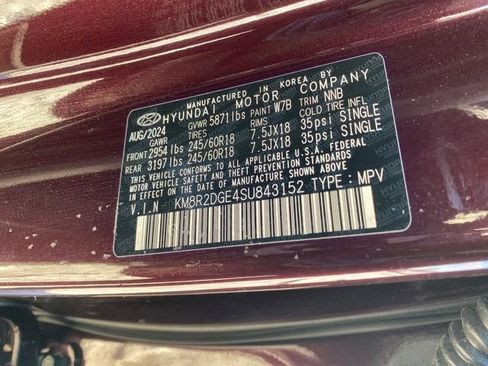 MANUFACTURED IN KOREA BY
HYUNDAI MOTOR COMPANY
AUG/2024 GVWR 5871lbs PAINT W7B TRIM NNB
GAWR TIRES RIMS COLD TIRE INFL.
FRONT 2954 lbs 245/60R18 7.5JX18 35psi SINGLE
REAR 3197 lbs 245/60R18 7.5JX18 35psi SINGLE
THIS VEHICLE CONFORMS TO ALL APPLICABLE U.S.A. FEDERAL
MOTOR VEHICLE SAFETY STANDARDS IN EFFECT ON THE
DATE OF MANUFACTURE SHOWN ABOVE.
V.I.N KM8R2DGE4SU843152 TYPE : MPV